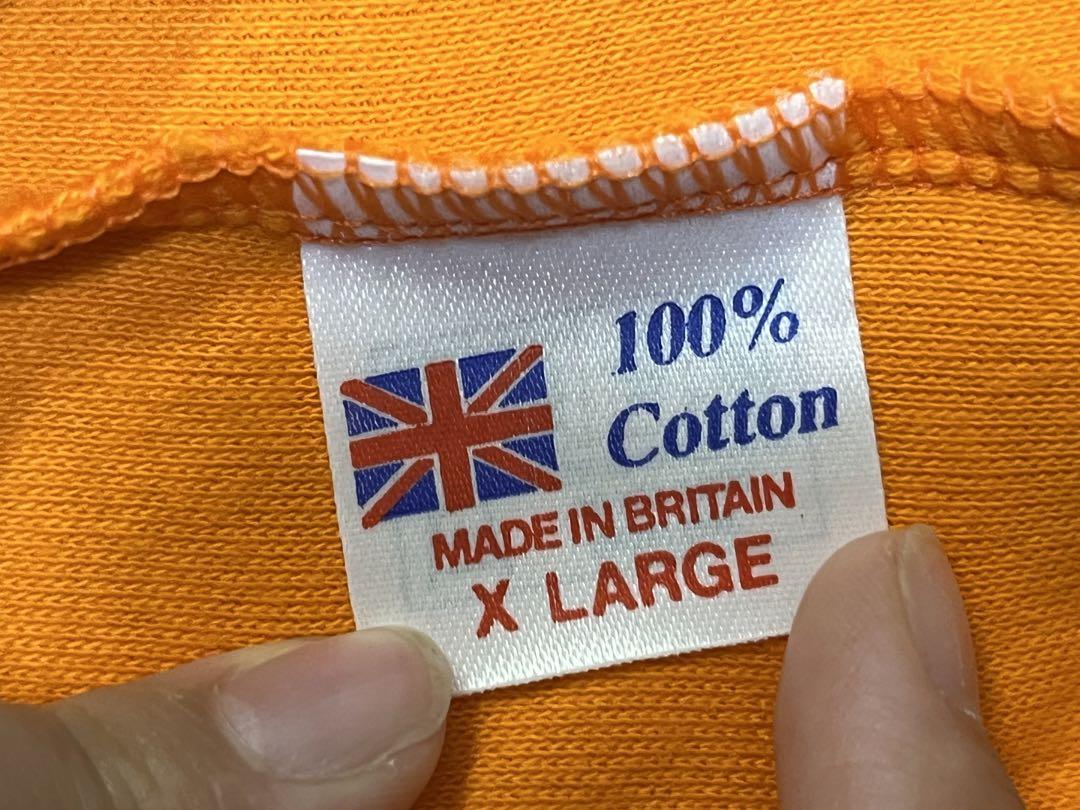 100%
Cotton
MADE IN BRITAIN
X LARGE